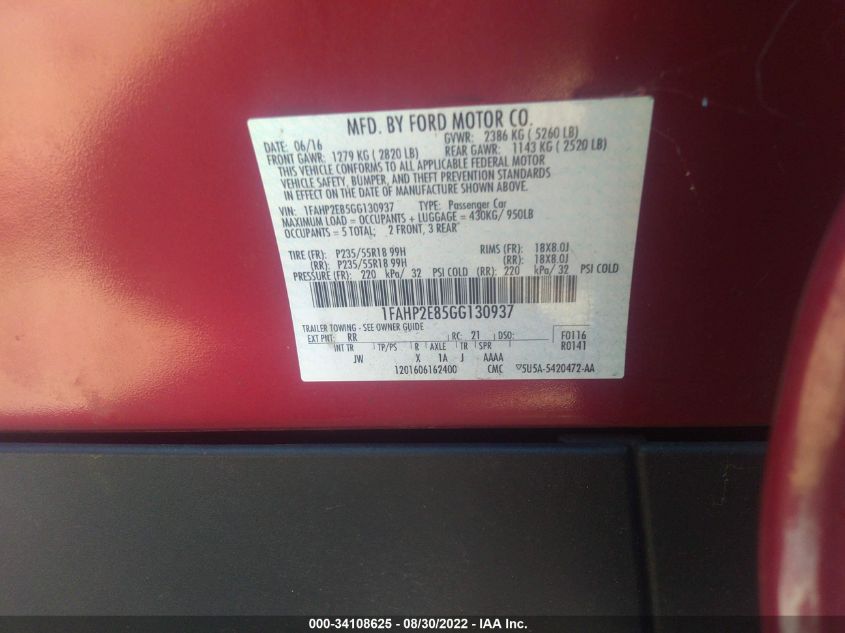 MFD. BY FORD MOTOR CO.
DATE: 06/16 GVWR: 2386 KG ( 5260 LB)
FRONT GAWR: 1279 KG ( 2820 LB) REAR GAWR: 1143 KG ( 2520 LB)
THIS VEHICLE CONFORMS TO ALL APPLICABLE FEDERAL MOTOR
VEHICLE SAFETY, BUMPER, AND THEFT PREVENTION STANDARDS
IN EFFECT ON THE DATE OF MANUFACTURE SHOWN ABOVE.
VIN: 1FAHP2E85GG130937 TYPE: Passenger Car
MAXIMUM LOAD = OCCUPANTS + LUGGAGE = 430KG/ 950LB
OCCUPANTS = 5 TOTAL; 2 FRONT, 3 REAR
TIRE (FR): P235/55R18 99H RIMS (FR): 18X8.0J
(RR): P235/55R18 99H (RR): 18X8.0J
PRESSURE (FR): 220 kPa/ 32 PSI COLD (RR): 220 kPa/ 32 PSI COLD
1FAHP2E85GG130937
TRAILER TOWING - SEE OWNER GUIDE
EXT PNT: RR RC: 21 DSO: F0116
INT TR TP/PS R AXLE TR SPR R0141
JW X 1A J AAAA
1201606162400 CMC ▽5U5A-5420472-AA
000-34108625 - 08/30/2022 - IAA Inc.